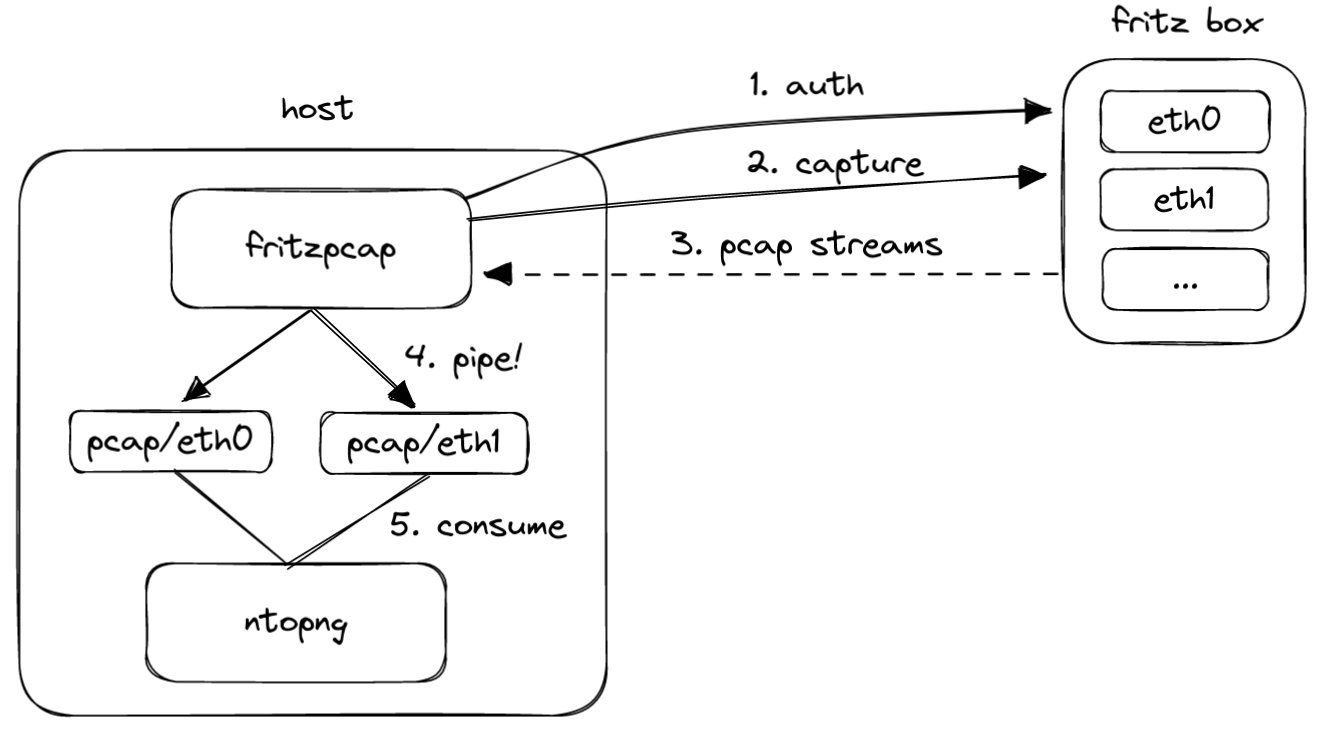 fritz box
host
1. auth
eth0
2. capture
eth1
fritzpcap
3. pcap streams
...
4. pipe!
pcap/eth0
pcap/eth1
5. consume
ntopng